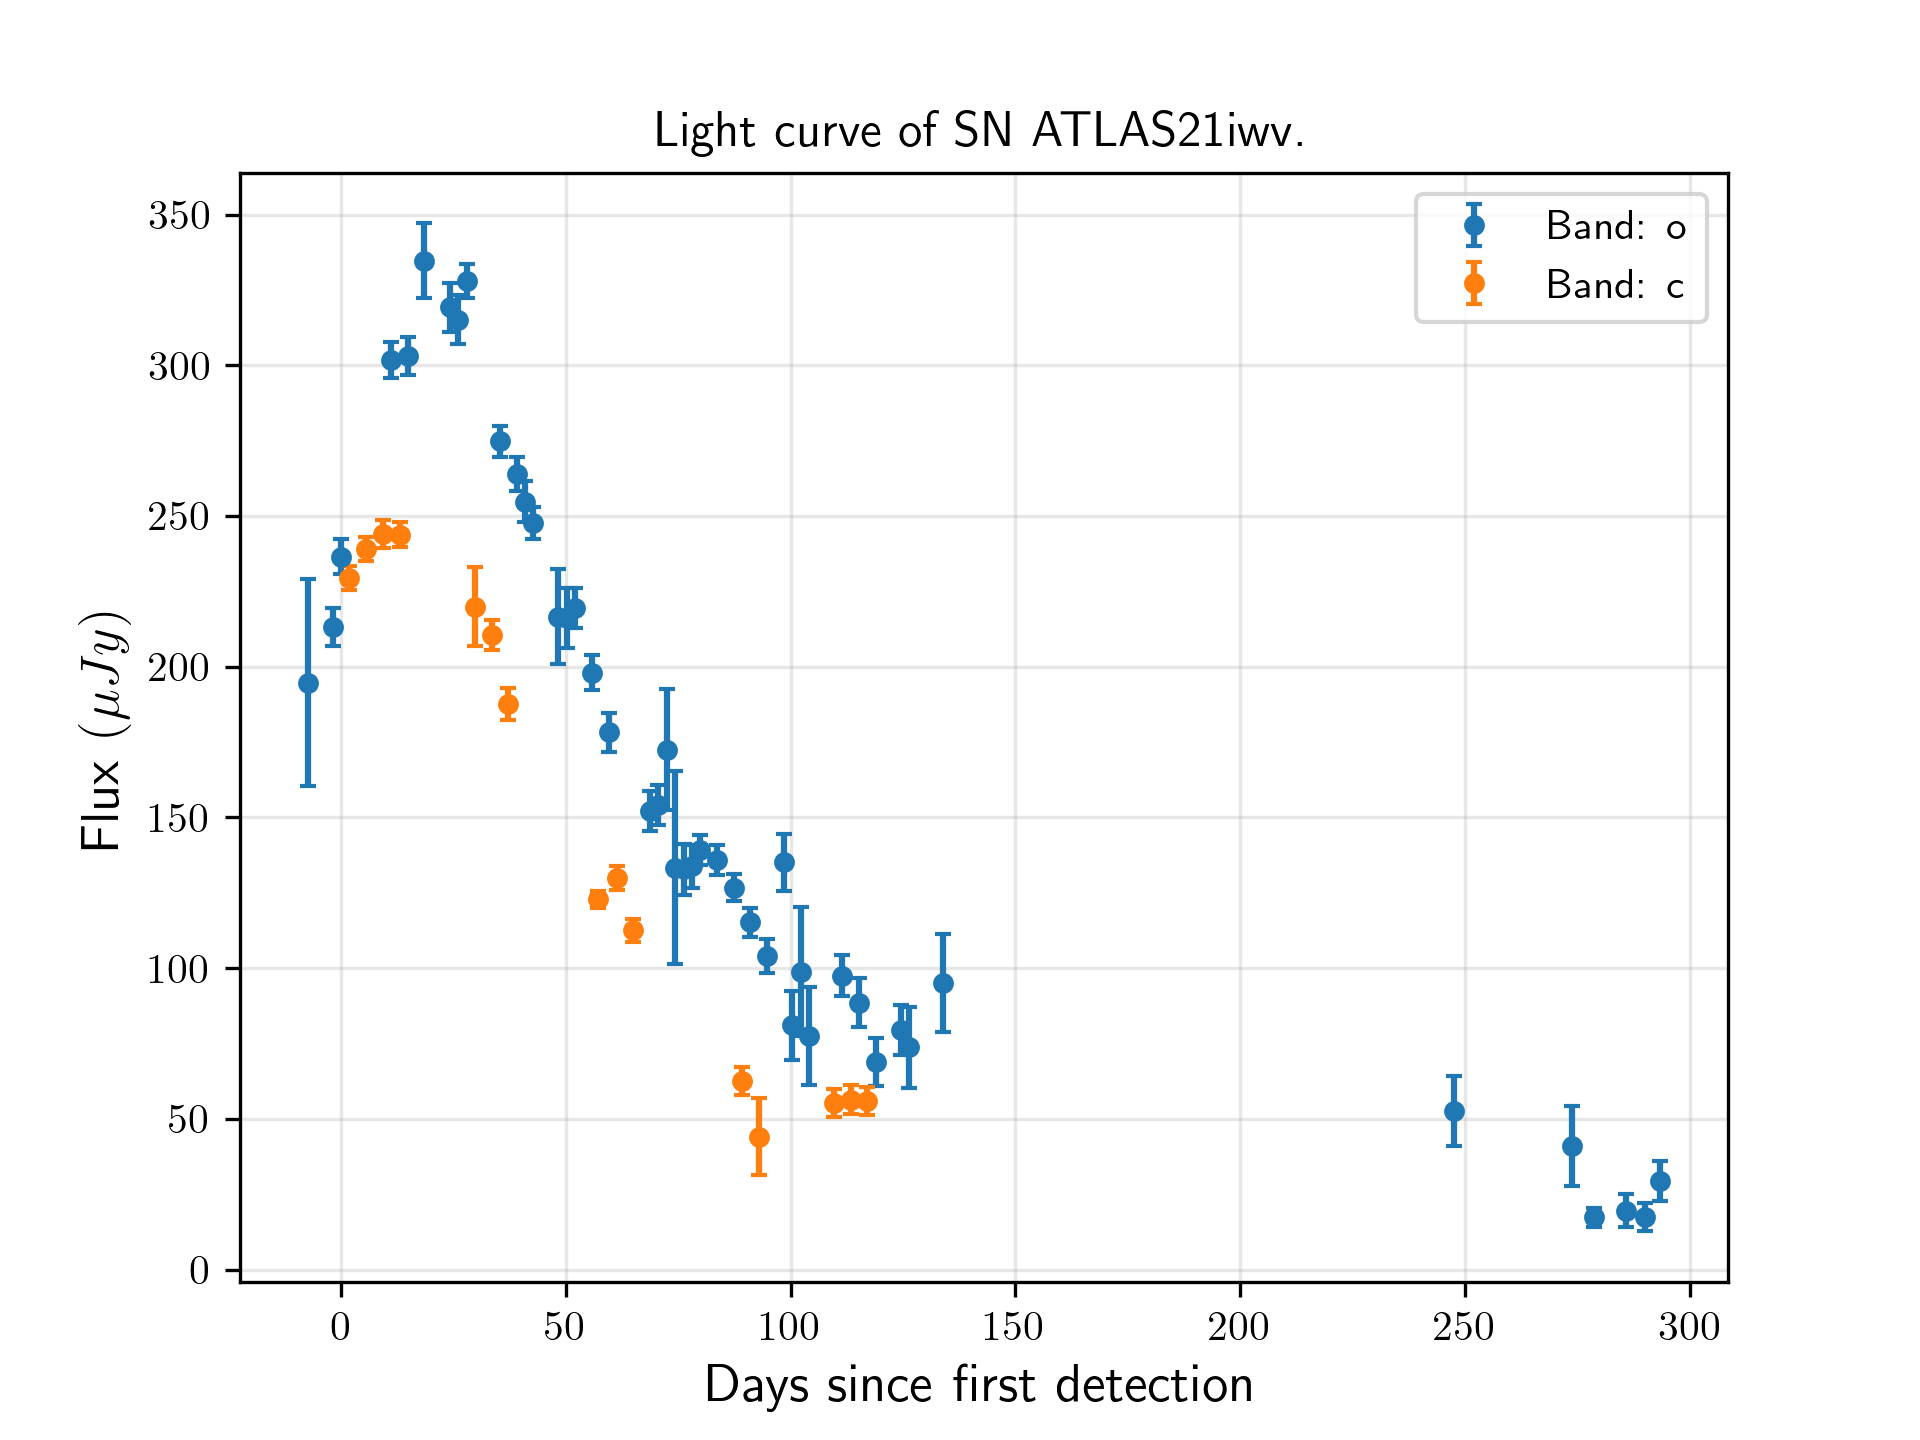 Light curve of SN ATLAS21iwv.
350
300
250
200
150
100
50
0
Flux (μJy)
Band: o
Band: c
0 50 100 150 200 250 300
Days since first detection